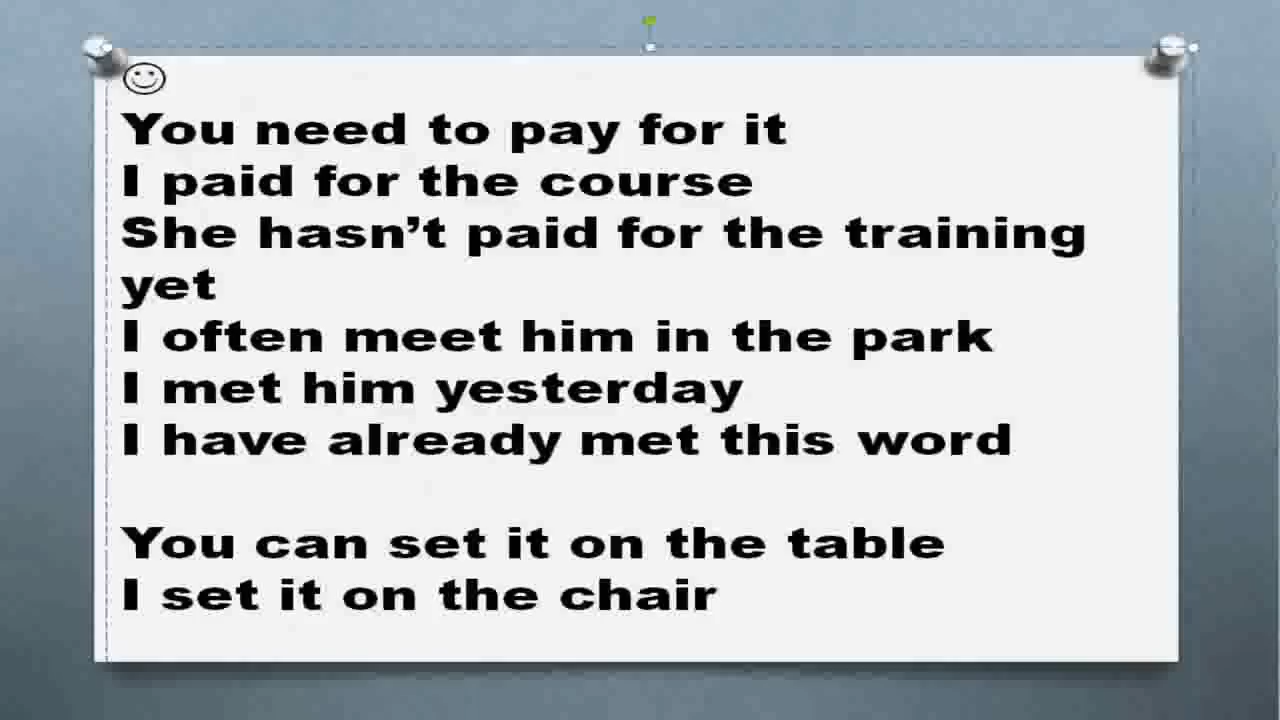 You need to pay for it
I paid for the course
She hasn’t paid for the training
yet
I often meet him in the park
I met him yesterday
I have already met this word
You can set it on the table
I set it on the chair